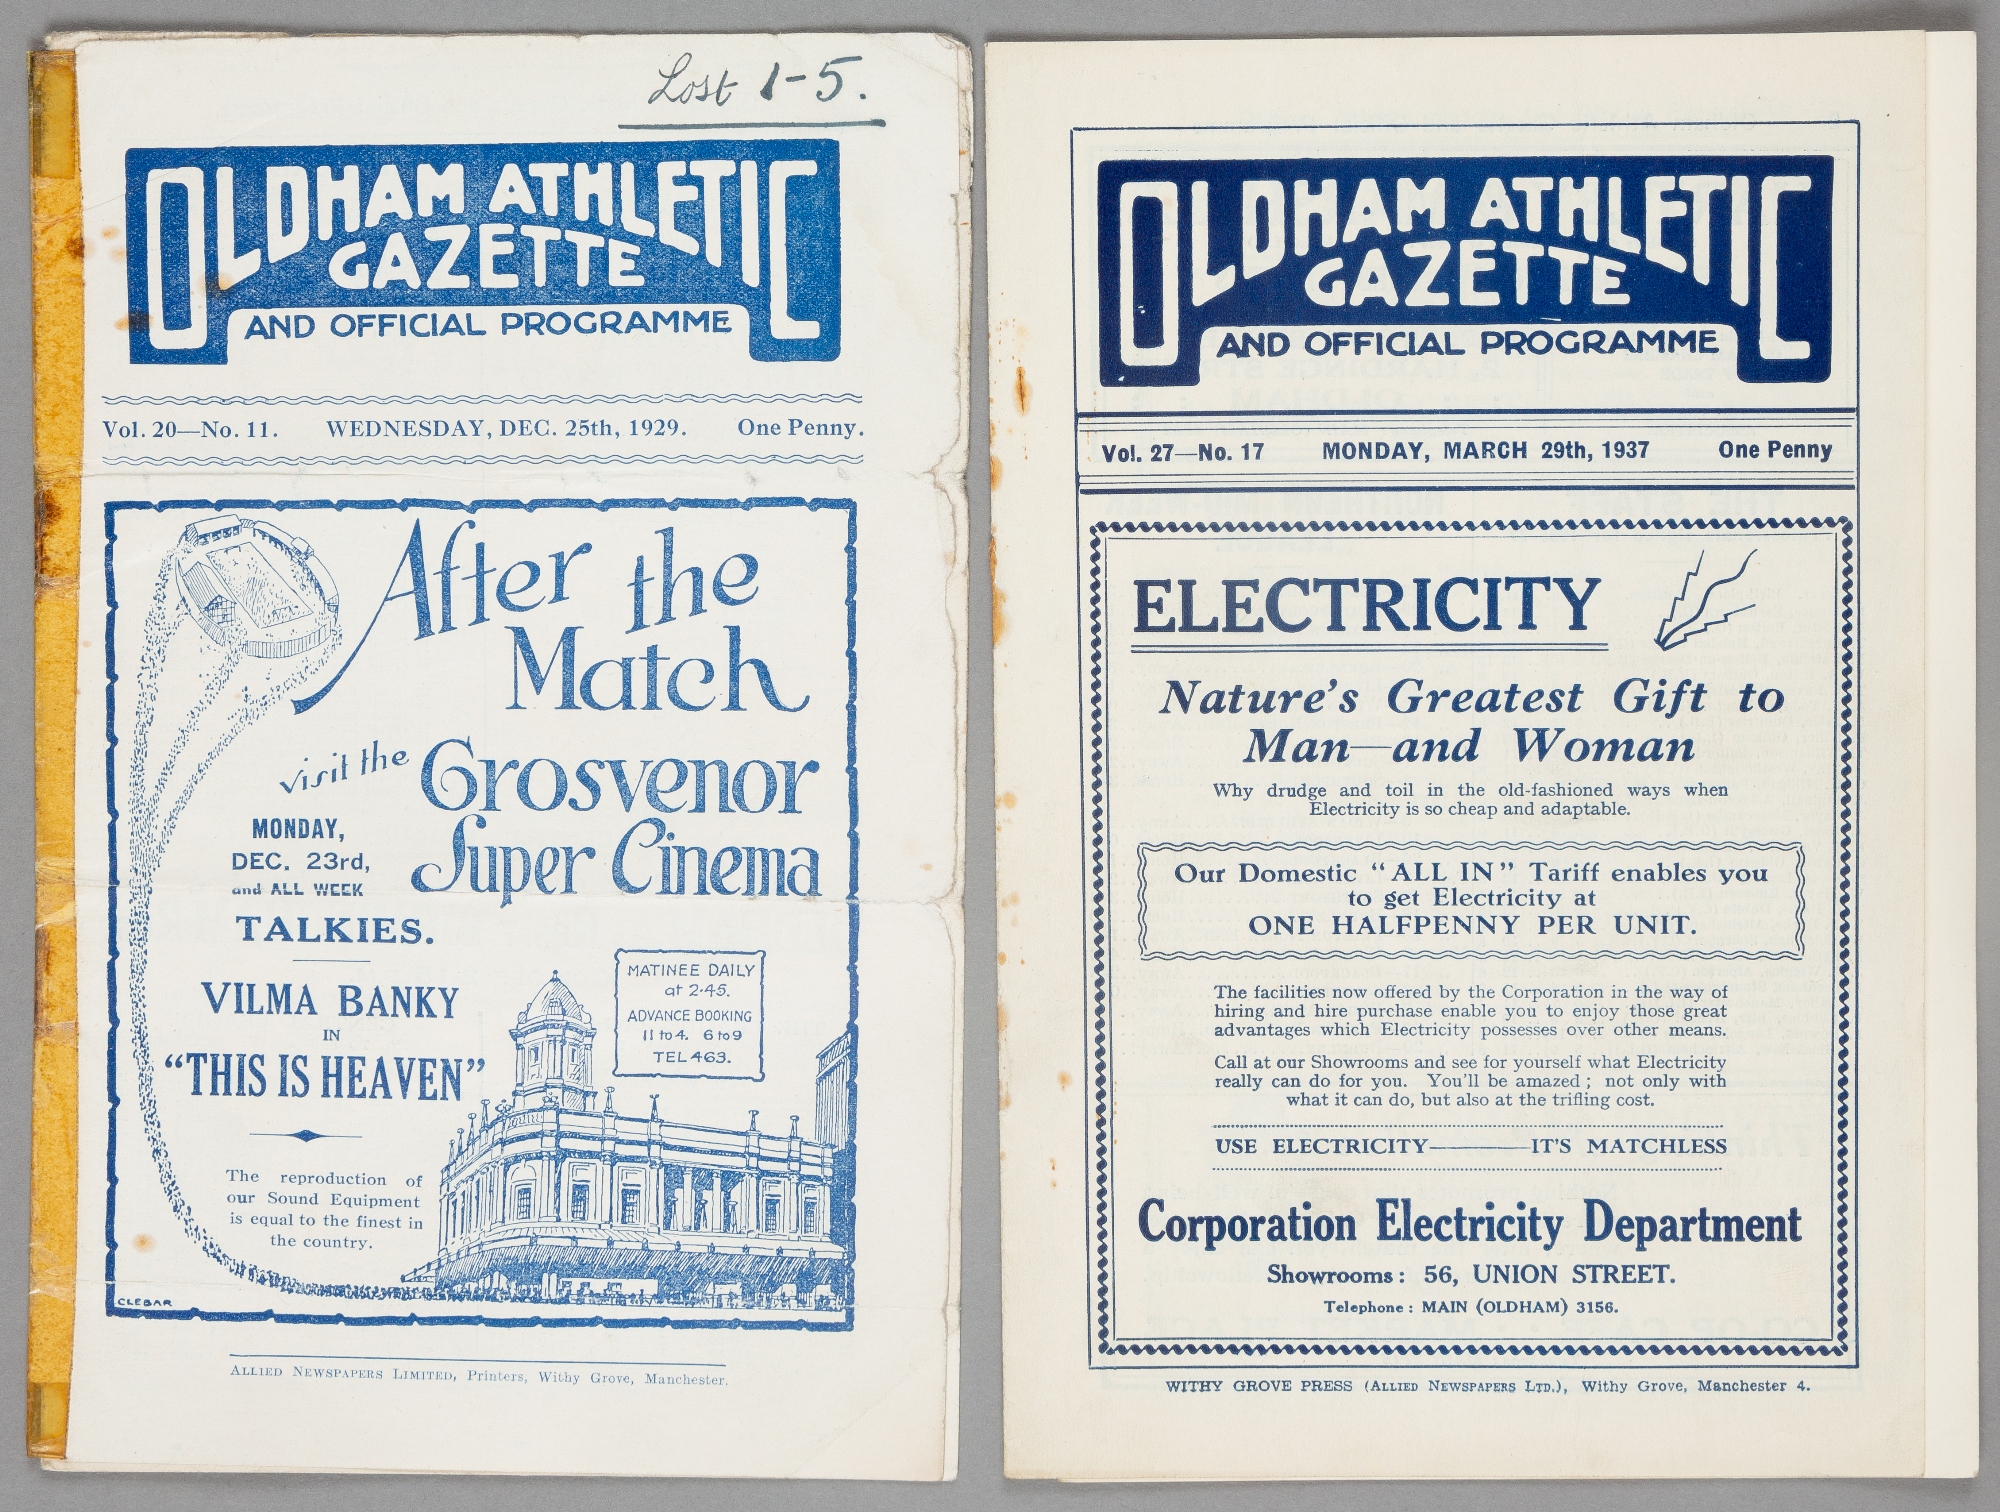 Lost 1-5.
OLDHAM ATHLETIC
GAZETTE
AND OFFICIAL PROGRAMME
Vol. 20—No. 11. WEDNESDAY, DEC. 25th, 1929. One Penny.
After the
Match
visit the Grosvenor
Super Cinema
MONDAY,
DEC. 23rd,
and ALL WEEK
TALKIES.
VILMA BANKY
IN
"THIS IS HEAVEN"
MATINEE DAILY
at 2·45.
ADVANCE BOOKING
11 to 4. 6 to 9
TEL 463.
The reproduction of
our Sound Equipment
is equal to the finest in
the country.
CLEBAR
ALLIED NEWSPAPERS LIMITED, Printers, Withy Grove, Manchester.
OLDHAM ATHLETIC
GAZETTE
AND OFFICIAL PROGRAMME
Vol. 27—No. 17 MONDAY, MARCH 29th, 1937 One Penny
ELECTRICITY
Nature's Greatest Gift to
Man—and Woman
Why drudge and toil in the old-fashioned ways when
Electricity is so cheap and adaptable.
Our Domestic "ALL IN" Tariff enables you
to get Electricity at
ONE HALFPENNY PER UNIT.
The facilities now offered by the Corporation in the way of
hiring and hire purchase enable you to enjoy those great
advantages which Electricity possesses over other means.
Call at our Showrooms and see for yourself what Electricity
really can do for you. You'll be amazed; not only with
what it can do, but also at the trifling cost.
USE ELECTRICITY———IT'S MATCHLESS
Corporation Electricity Department
Showrooms: 56, UNION STREET.
Telephone: MAIN (OLDHAM) 3156.
WITHY GROVE PRESS (ALLIED NEWSPAPERS LTD.), Withy Grove, Manchester 4.